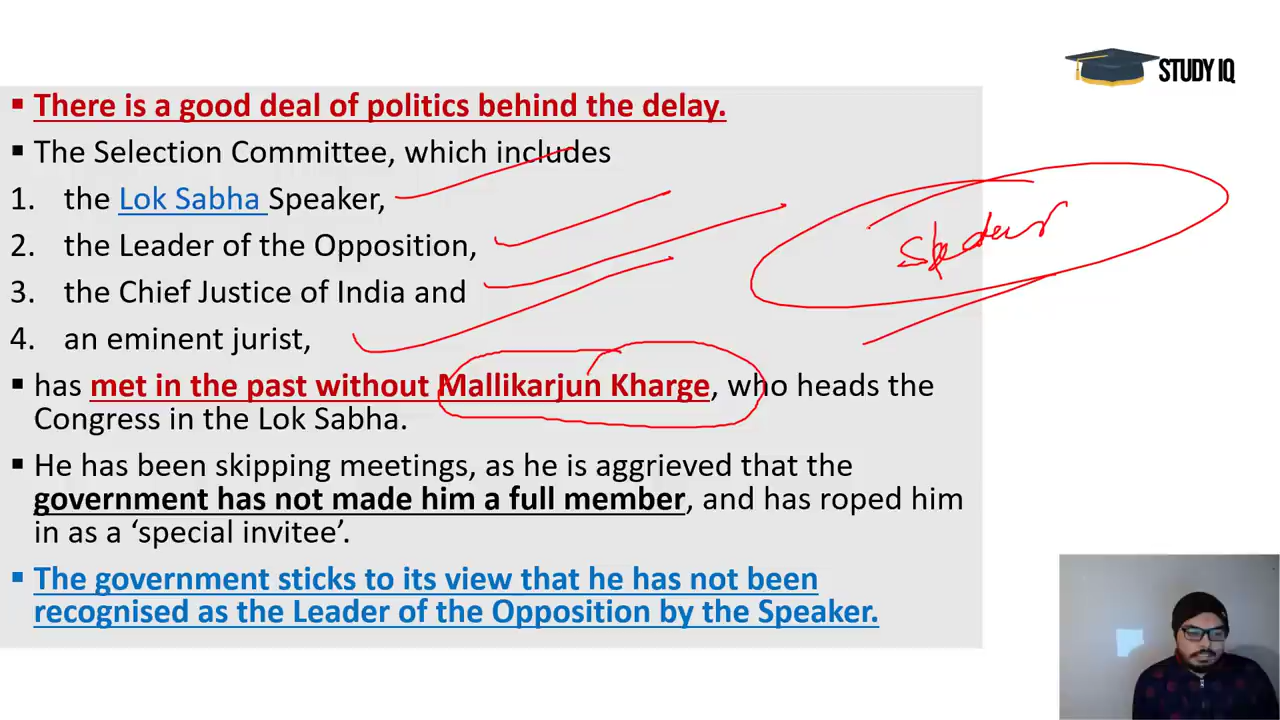 STUDY IQ
▪ There is a good deal of politics behind the delay.
▪ The Selection Committee, which includes
1. the Lok Sabha Speaker,
2. the Leader of the Opposition,
3. the Chief Justice of India and
4. an eminent jurist,
▪ has met in the past without Mallikarjun Kharge, who heads the
Congress in the Lok Sabha.
▪ He has been skipping meetings, as he is aggrieved that the
government has not made him a full member, and has roped him
in as a ‘special invitee’.
▪ The government sticks to its view that he has not been
recognised as the Leader of the Opposition by the Speaker.